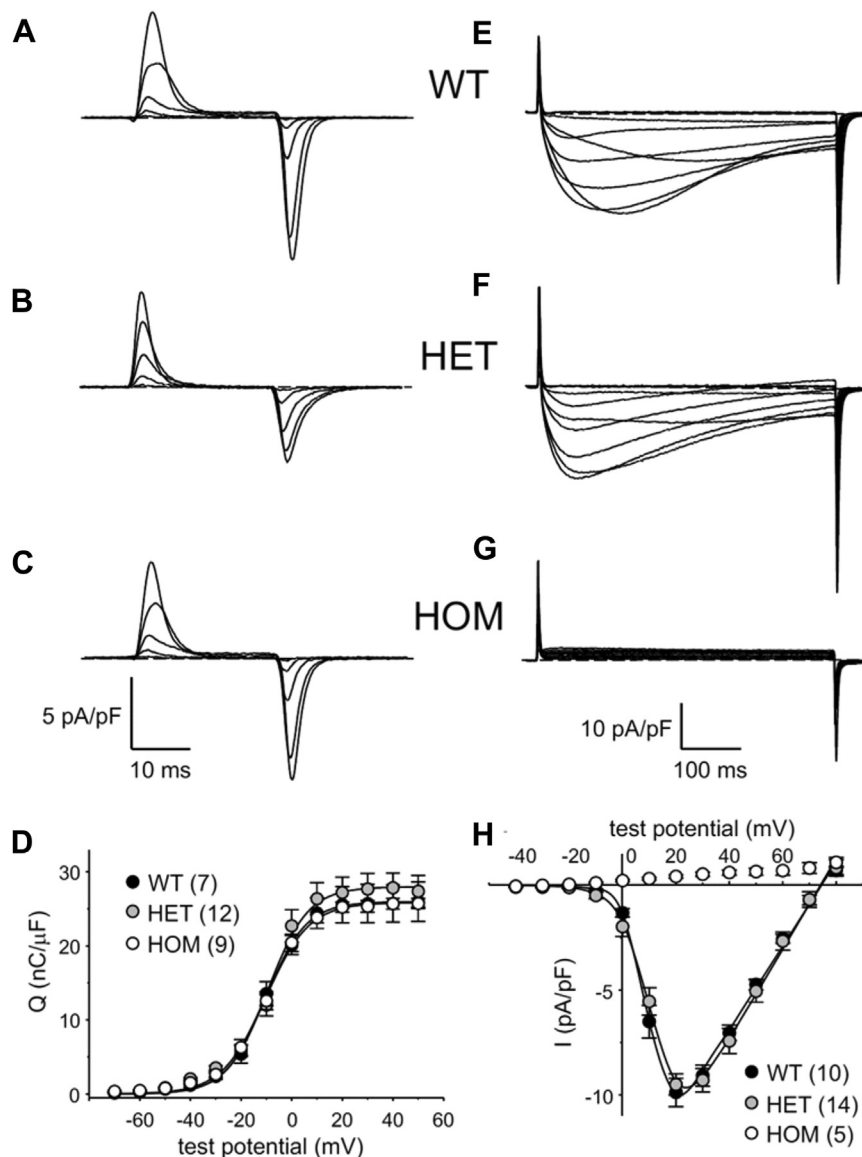 A
E
WT
B
F
HET
C
G
HOM
5 pA/pF
10 ms
10 pA/pF
100 ms
D
30
20
10
0
Q (nC/µF)
WT (7)
HET (12)
HOM (9)
-60 -40 -20 0 20 40 60
test potential (mV)
H
test potential (mV)
-40 -20 0 20 40 60
-5
-10
I (pA/pF)
WT (10)
HET (14)
HOM (5)